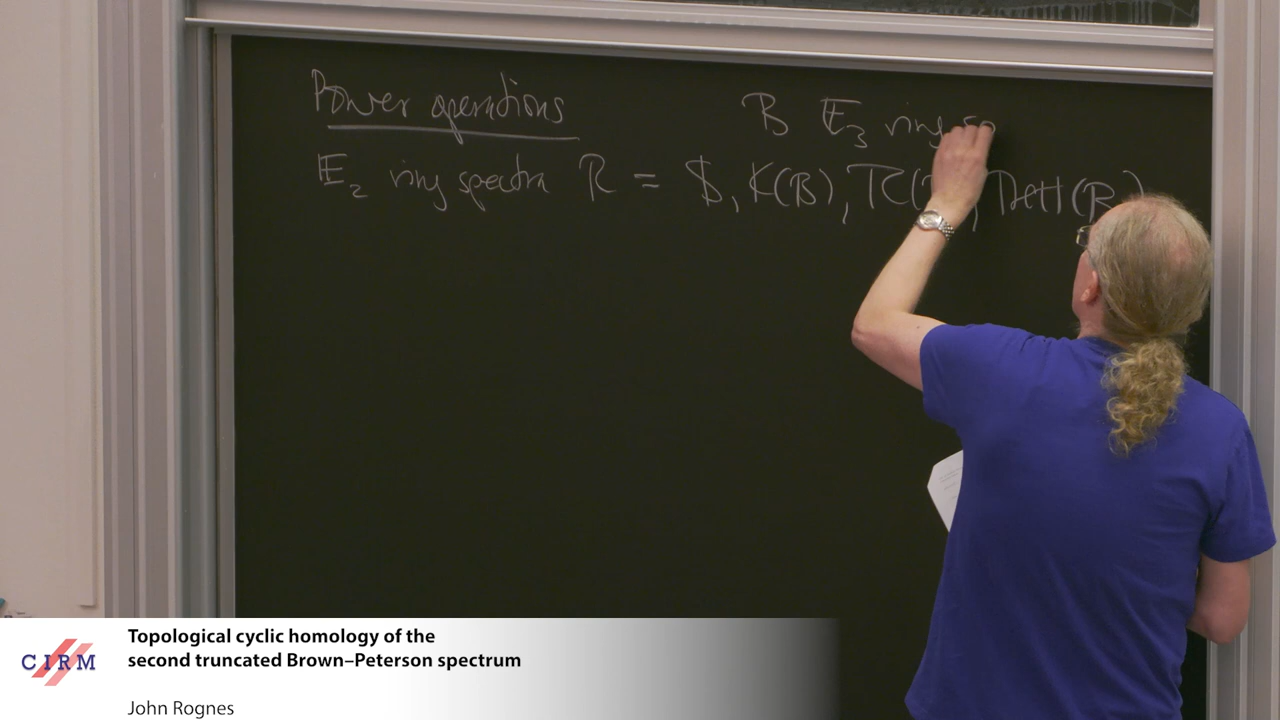 Power operations
B E₃ ring sp
E₂ ring spectra R = $, K(B), TC(B), THH(B)
CIRM
Topological cyclic homology of the
second truncated Brown–Peterson spectrum
John Rognes